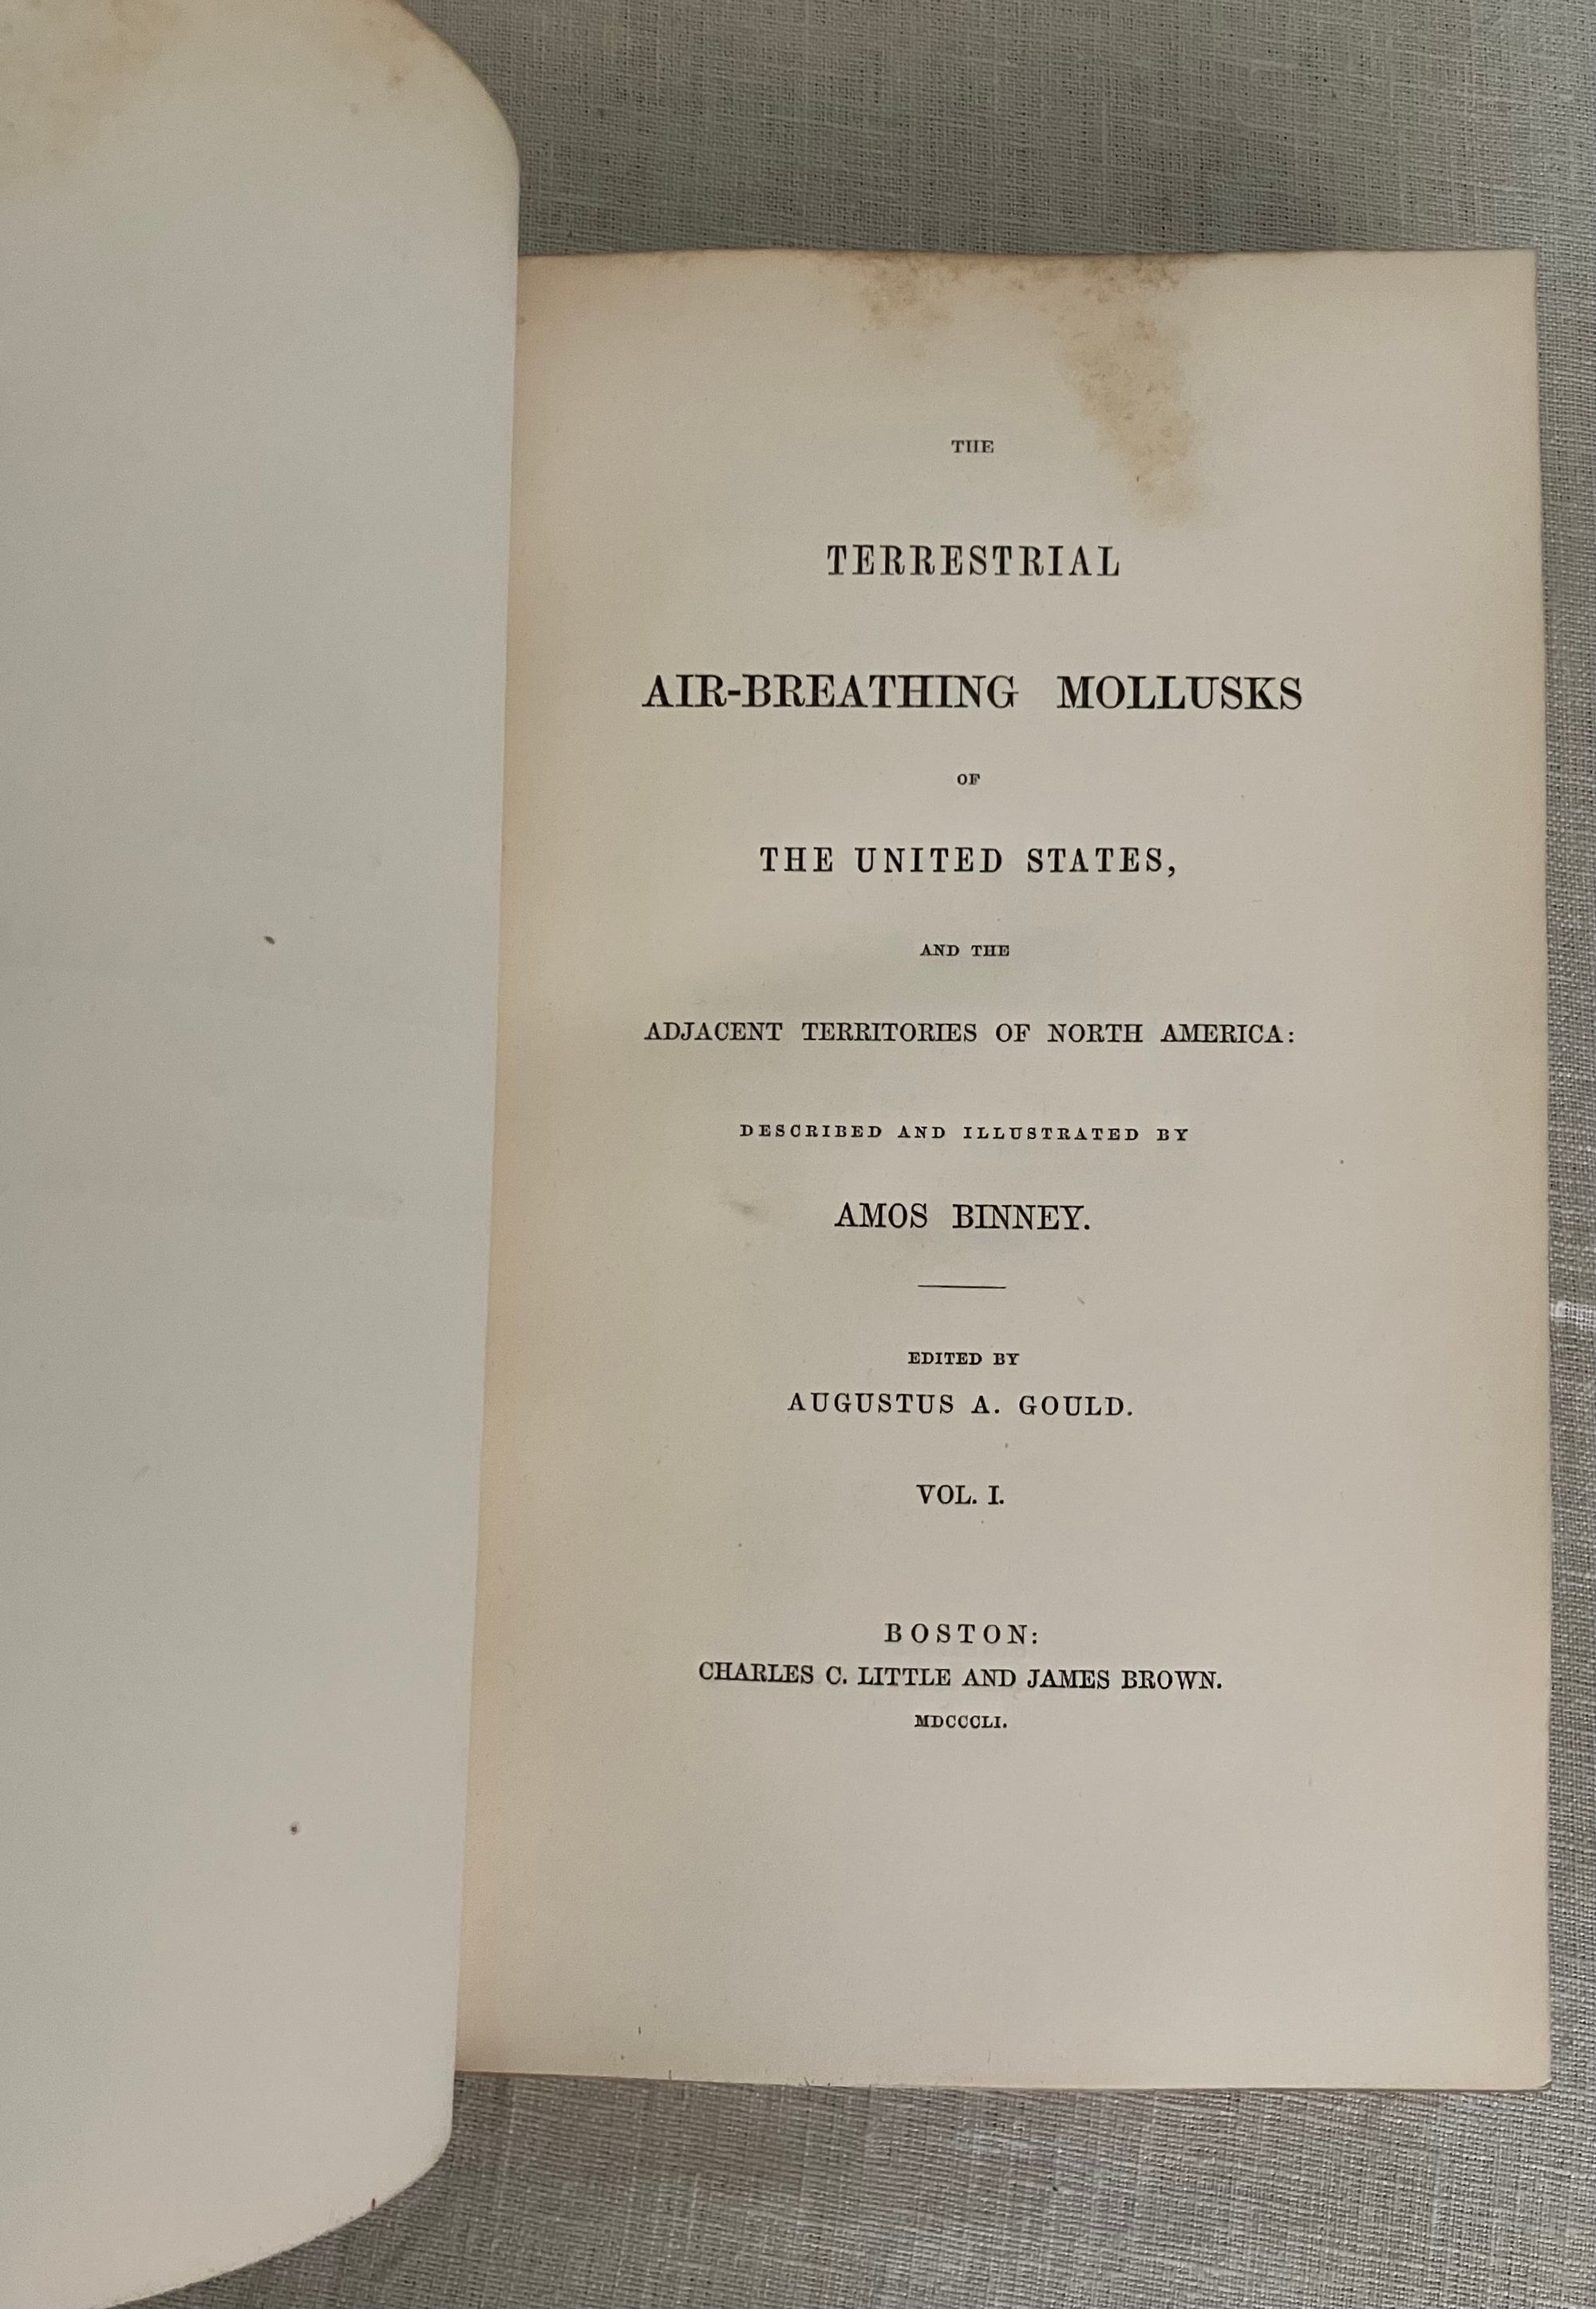 THE
TERRESTRIAL
AIR-BREATHING MOLLUSKS
OF
THE UNITED STATES,
AND THE
ADJACENT TERRITORIES OF NORTH AMERICA:
DESCRIBED AND ILLUSTRATED BY
AMOS BINNEY.
EDITED BY
AUGUSTUS A. GOULD.
VOL. I.
BOSTON:
CHARLES C. LITTLE AND JAMES BROWN.
MDCCCLI.